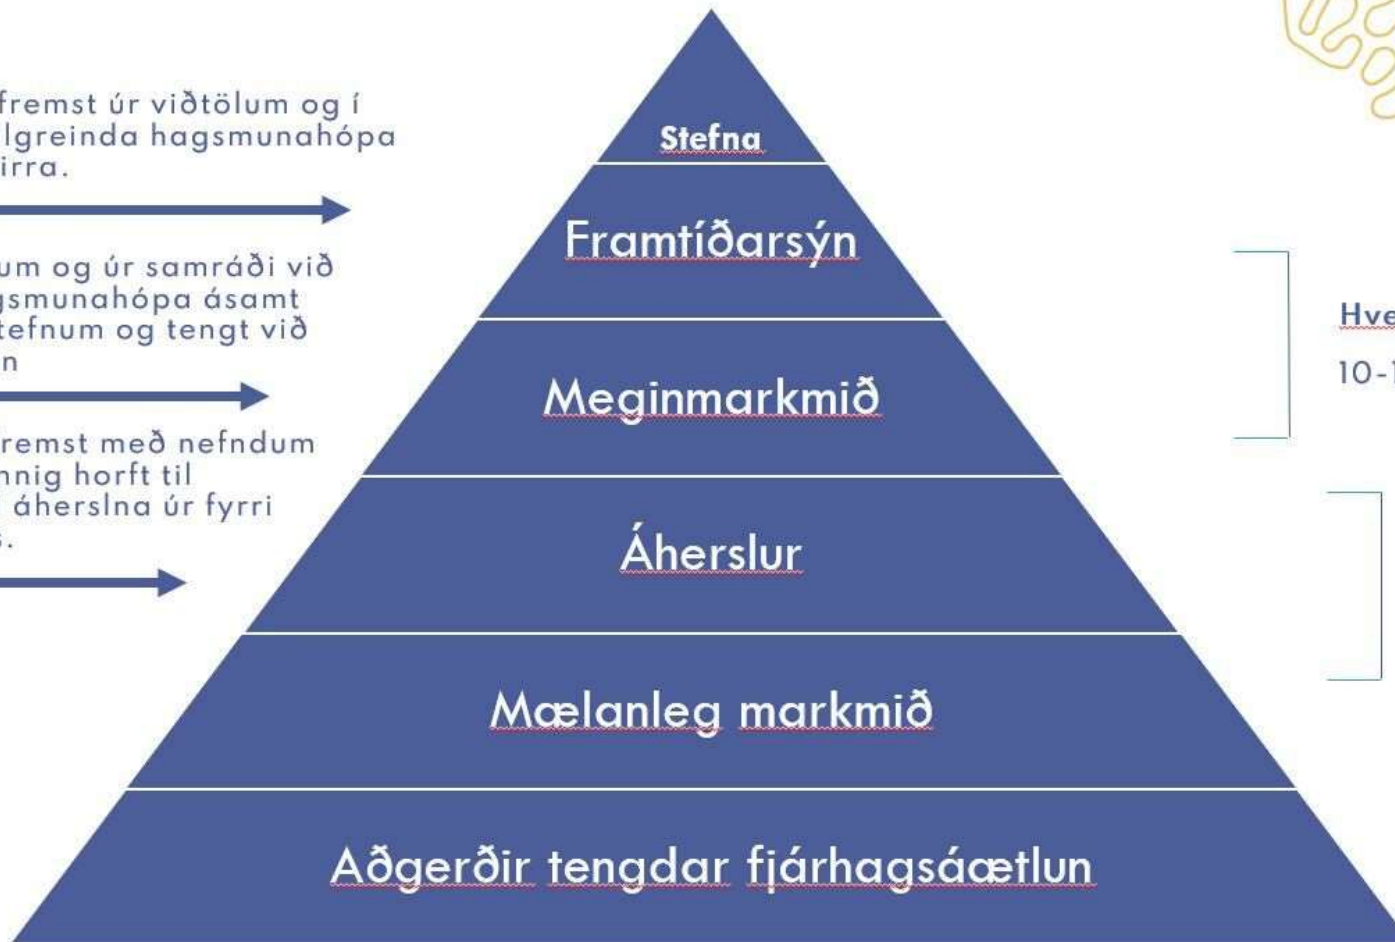 fremst úr viðtölum og í
lgreinda hagsmunahópa
irra.
um og úr samráði við
gsmunahópa ásamt
tefnum og tengt við
n
remst með nefndum
nnig horft til
áherslna úr fyrri
s.
Stefna
Framtíðarsýn
Meginmarkmið
Áherslur
Mælanleg markmið
Aðgerðir tengdar fjárhagsáætlun
Hve
10-1